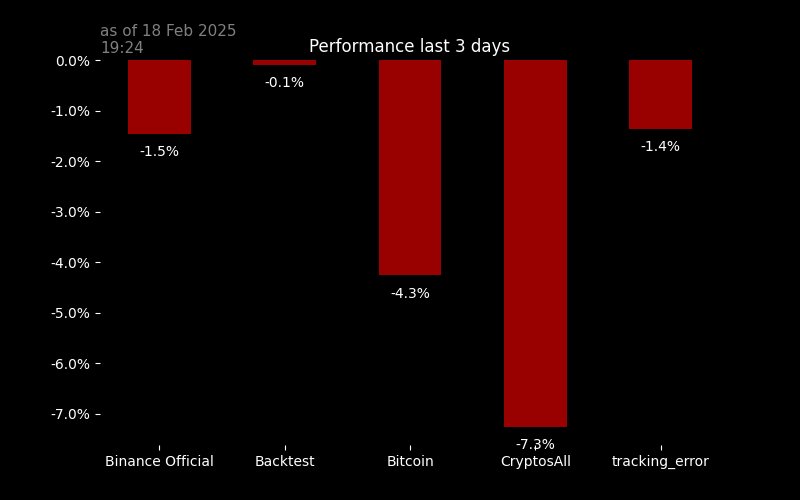 as of 18 Feb 2025
19:24
Performance last 3 days
0.0%
-1.0%
-2.0%
-3.0%
-4.0%
-5.0%
-6.0%
-7.0%
-1.5%
-0.1%
-4.3%
-7.3%
-1.4%
Binance Official
Backtest
Bitcoin
CryptosAll
tracking_error